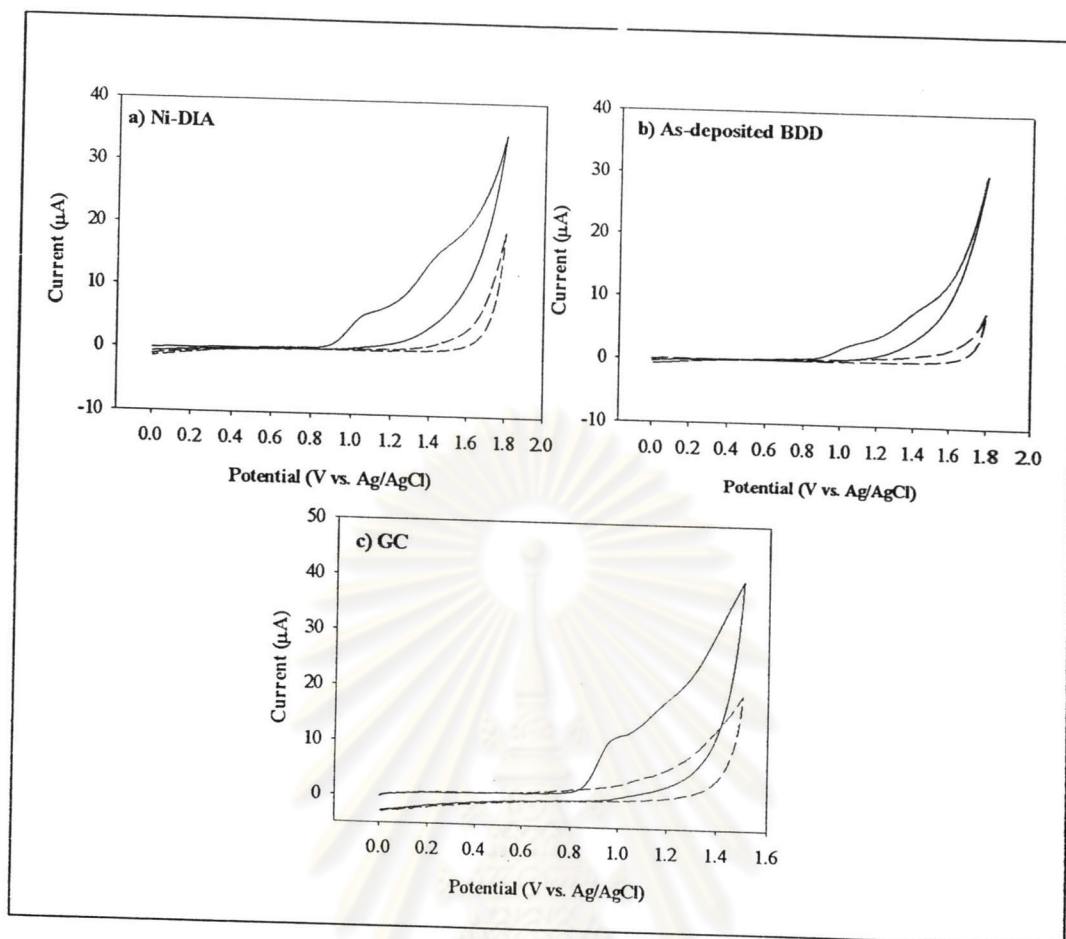 a) Ni-DIA
40
30
20
10
0
-10
Current (µA)
0.0 0.2 0.4 0.6 0.8 1.0 1.2 1.4 1.6 1.8 2.0
Potential (V vs. Ag/AgCl)
b) As-deposited BDD
40
30
20
10
0
-10
Current (µA)
0.0 0.2 0.4 0.6 0.8 1.0 1.2 1.4 1.6 1.8 2.0
Potential (V vs. Ag/AgCl)
c) GC
50
40
30
20
10
0
Current (µA)
0.0 0.2 0.4 0.6 0.8 1.0 1.2 1.4 1.6
Potential (V vs. Ag/AgCl)